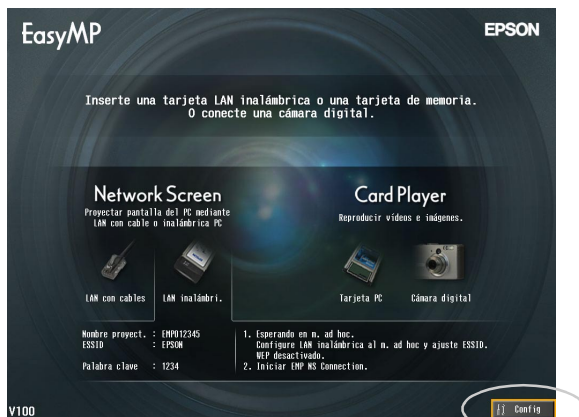 EasyMP
EPSON
Inserte una tarjeta LAN inalámbrica o una tarjeta de memoria.
O conecte una cámara digital.
Network Screen
Proyectar pantalla del PC mediante
LAN con cable o inalámbrica PC
LAN con cables
LAN inalámbri.
Card Player
Reproducir vídeos e imágenes.
Tarjeta PC
Cámara digital
Nombre proyect. : EMP012345
ESSID : EPSON
Palabra clave : 1234
1. Esperando en m. ad hoc.
Configure LAN inalámbrica al m. ad hoc y ajuste ESSID.
WEP desactivado.
2. Iniciar EMP NS Connection.
V100
Config